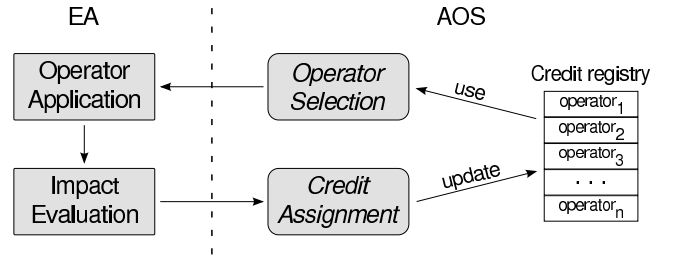 EA
AOS
Operator
Application
Operator
Selection
use
Credit registry
operator1
operator2
operator3
...
operatorn
Impact
Evaluation
Credit
Assignment
update